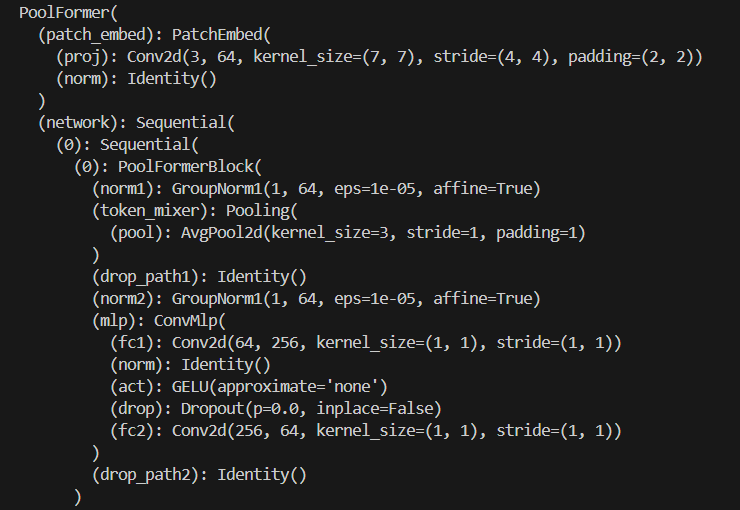 PoolFormer(
  (patch_embed): PatchEmbed(
    (proj): Conv2d(3, 64, kernel_size=(7, 7), stride=(4, 4), padding=(2, 2))
    (norm): Identity()
  )
  (network): Sequential(
    (0): Sequential(
      (0): PoolFormerBlock(
        (norm1): GroupNorm1(1, 64, eps=1e-05, affine=True)
        (token_mixer): Pooling(
          (pool): AvgPool2d(kernel_size=3, stride=1, padding=1)
        )
        (drop_path1): Identity()
        (norm2): GroupNorm1(1, 64, eps=1e-05, affine=True)
        (mlp): ConvMlp(
          (fc1): Conv2d(64, 256, kernel_size=(1, 1), stride=(1, 1))
          (norm): Identity()
          (act): GELU(approximate='none')
          (drop): Dropout(p=0.0, inplace=False)
          (fc2): Conv2d(256, 64, kernel_size=(1, 1), stride=(1, 1))
        )
        (drop_path2): Identity()
      )